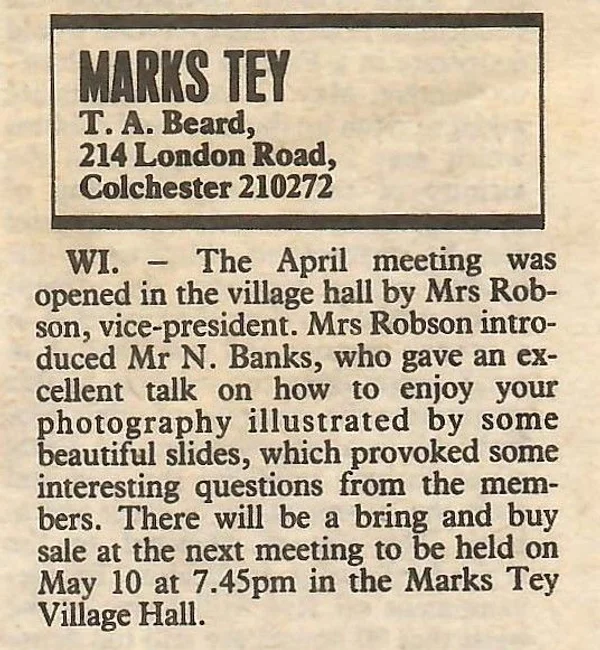 MARKS TEY
T. A. Beard,
214 London Road,
Colchester 210272
WI. – The April meeting was
opened in the village hall by Mrs Rob-
son, vice-president. Mrs Robson intro-
duced Mr N. Banks, who gave an ex-
cellent talk on how to enjoy your
photography illustrated by some
beautiful slides, which provoked some
interesting questions from the mem-
bers. There will be a bring and buy
sale at the next meeting to be held on
May 10 at 7.45pm in the Marks Tey
Village Hall.